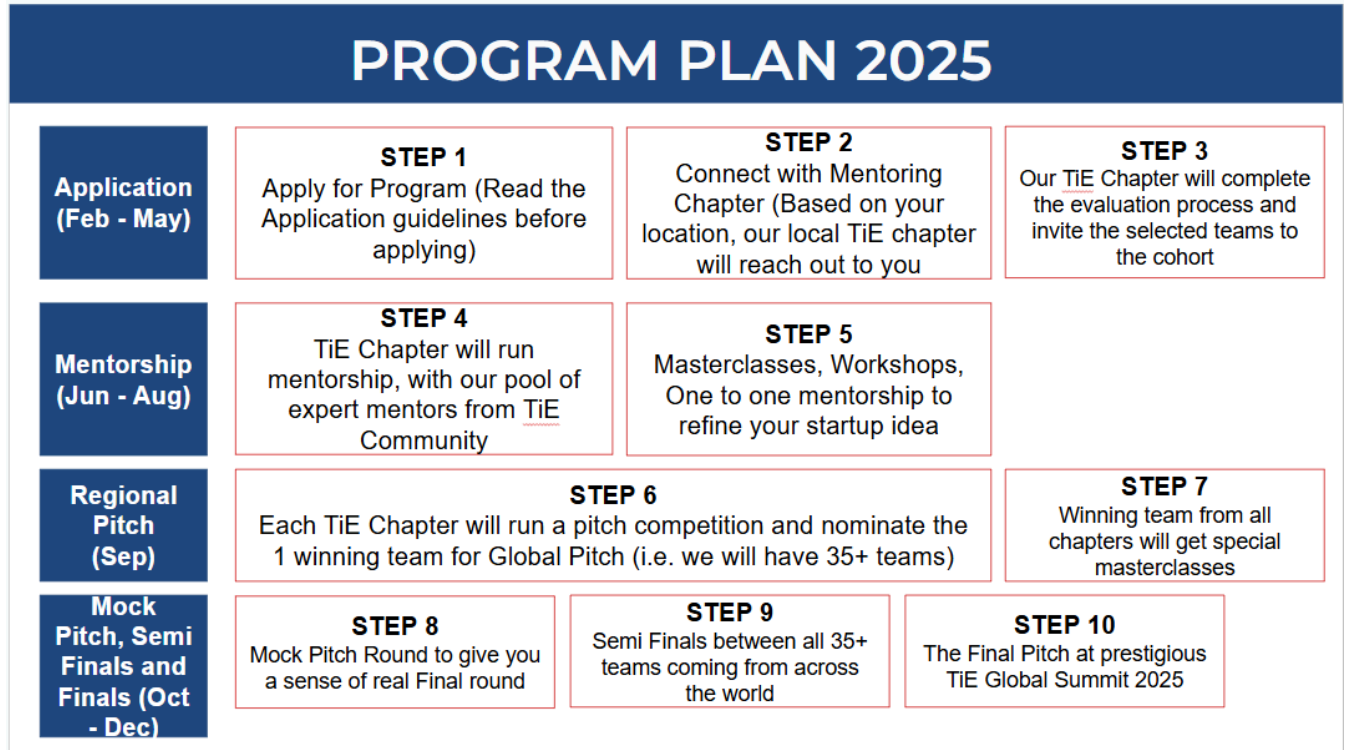 PROGRAM PLAN 2025
Application
(Feb - May)
STEP 1
Apply for Program (Read the
Application guidelines before
applying)
STEP 2
Connect with Mentoring
Chapter (Based on your
location, our local TiE chapter
will reach out to you
STEP 3
Our TiE Chapter will complete
the evaluation process and
invite the selected teams to
the cohort
Mentorship
(Jun - Aug)
STEP 4
TiE Chapter will run
mentorship, with our pool of
expert mentors from TiE
Community
STEP 5
Masterclasses, Workshops,
One to one mentorship to
refine your startup idea
Regional
Pitch
(Sep)
STEP 6
Each TiE Chapter will run a pitch competition and nominate the
1 winning team for Global Pitch (i.e. we will have 35+ teams)
STEP 7
Winning team from all
chapters will get special
masterclasses
Mock
Pitch, Semi
Finals and
Finals (Oct
- Dec)
STEP 8
Mock Pitch Round to give you
a sense of real Final round
STEP 9
Semi Finals between all 35+
teams coming from across
the world
STEP 10
The Final Pitch at prestigious
TiE Global Summit 2025